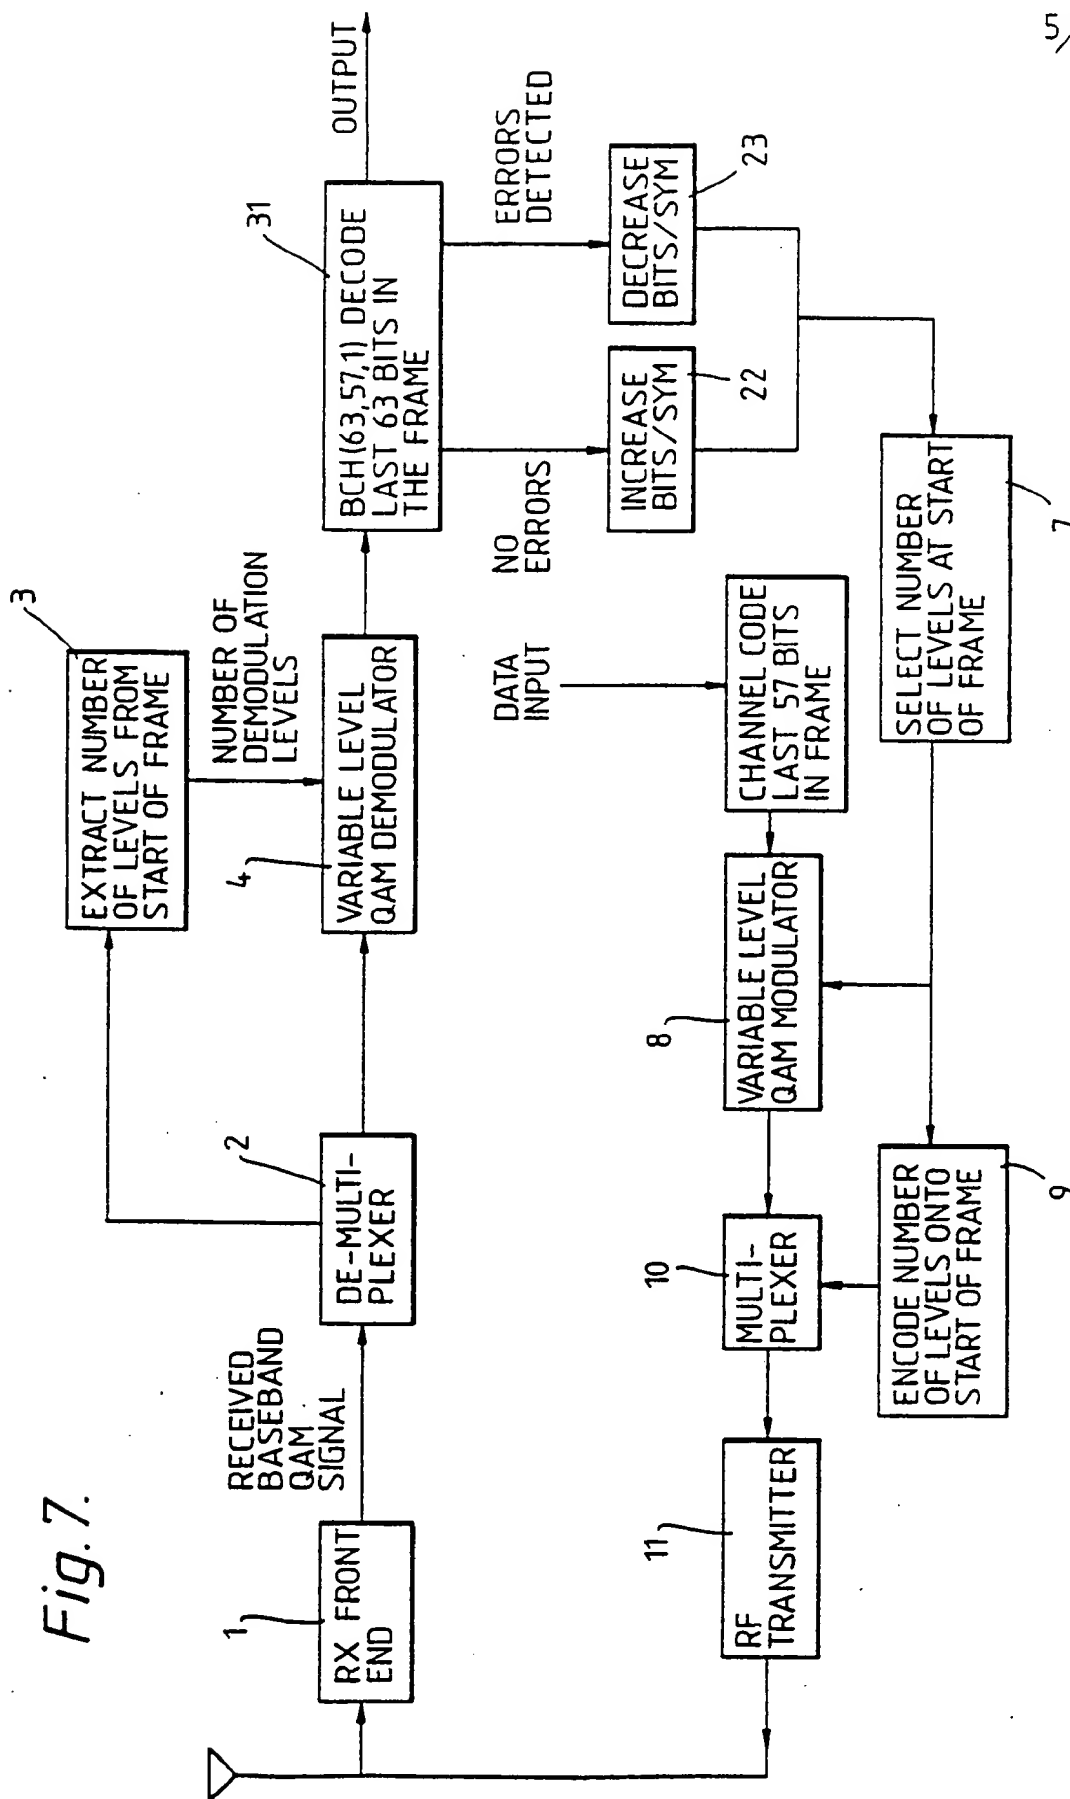 5/
Fig. 7.
1
RX FRONT
END
RECEIVED
BASEBAND
QAM
SIGNAL
2
DE-MULTI-
PLEXER
3
EXTRACT NUMBER
OF LEVELS FROM
START OF FRAME
NUMBER OF
DEMODULATION
LEVELS
4
VARIABLE LEVEL
QAM DEMODULATOR
31
BCH(63,57,1) DECODE
LAST 63 BITS IN
THE FRAME
OUTPUT
NO
ERRORS
ERRORS
DETECTED
INCREASE
BITS/SYM
22
DECREASE
BITS/SYM
23
DATA
INPUT
CHANNEL CODE
LAST 57 BITS
IN FRAME
8
VARIABLE LEVEL
QAM MODULATOR
10
MULTI-
PLEXER
11
RF
TRANSMITTER
SELECT NUMBER
OF LEVELS AT START
OF FRAME
7
ENCODE NUMBER
OF LEVELS ONTO
START OF FRAME
9